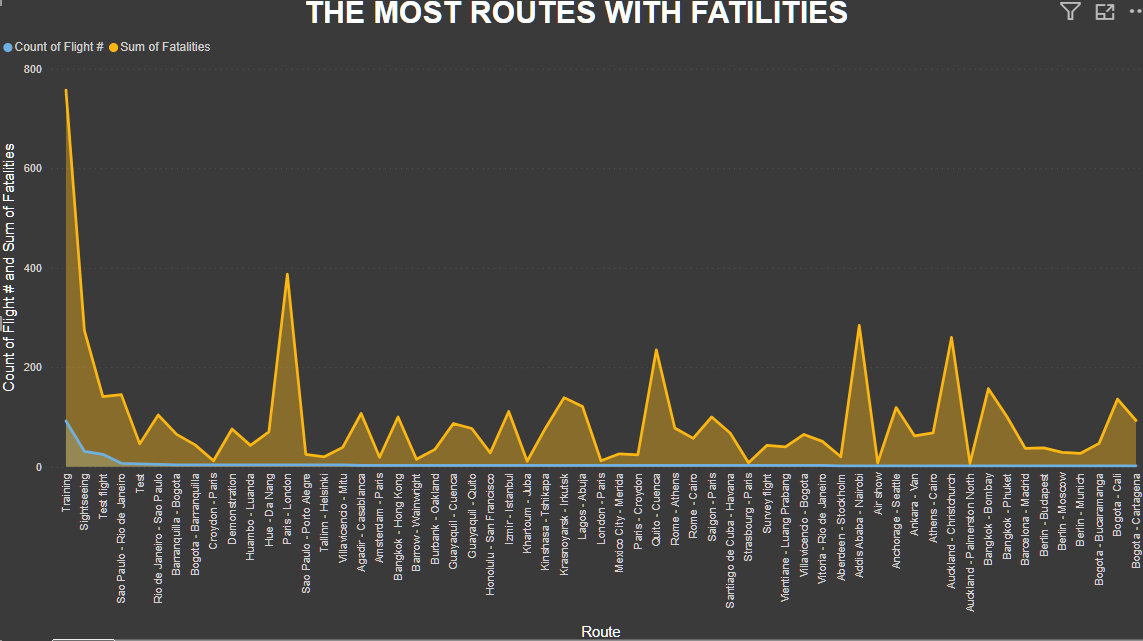 THE MOST ROUTES WITH FATILITIES
Count of Flight # Sum of Fatalities
Count of Flight # and Sum of Fatalities
800
600
400
200
0
Training
Sightseeing
Test flight
Sao Paulo - Rio de Janeiro
Test
Rio de Janeiro - Sao Paulo
Barranquilla - Bogota
Bogota - Barranquilla
Croydon - Paris
Demonstration
Huambo - Luanda
Hue - Da Nang
Paris - London
Sao Paulo - Porto Alegre
Tallinn - Helsinki
Villavicencio - Mitu
Agadir - Casablanca
Amsterdam - Paris
Bangkok - Hong Kong
Barrow - Wainwright
Burbank - Oakland
Guayaquil - Cuenca
Guayaquil - Quito
Honolulu - San Francisco
Izmir - Istanbul
Khartoum - Juba
Kinshasa - Tshikapa
Krasnoyarsk - Irkutsk
Lagos - Abuja
London - Paris
Mexico City - Merida
Paris - Croydon
Quito - Cuenca
Rome - Athens
Rome - Cairo
Saigon - Paris
Santiago de Cuba - Havana
Strasbourg - Paris
Survey flight
Vientiane - Luang Prabang
Villavicendo - Bogota
Vitoria - Rio de Janeiro
Aberdeen - Stockholm
Addis Ababa - Nairobi
Air show
Anchorage - Seattle
Ankara - Van
Athens - Cairo
Auckland - Christchurch
Auckland - Palmerston North
Bangkok - Bombay
Bangkok - Phuket
Barcelona - Madrid
Berlin - Budapest
Berlin - Moscow
Berlin - Munich
Bogota - Bucaramanga
Bogota - Cali
Bogota - Cartagena
Route